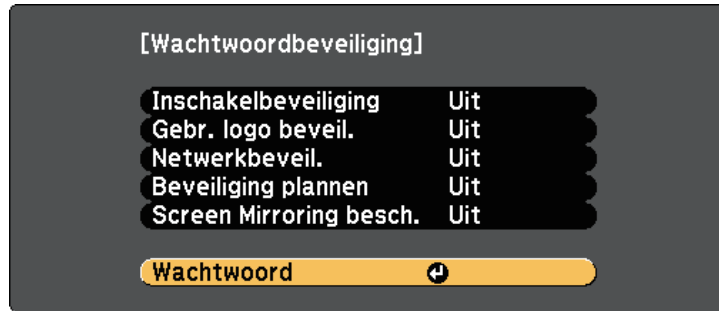 [Wachtwoordbeveiliging]
Inschakelbeveiliging Uit
Gebr. logo beveil. Uit
Netwerkbeveil. Uit
Beveiliging plannen Uit
Screen Mirroring besch. Uit
Wachtwoord